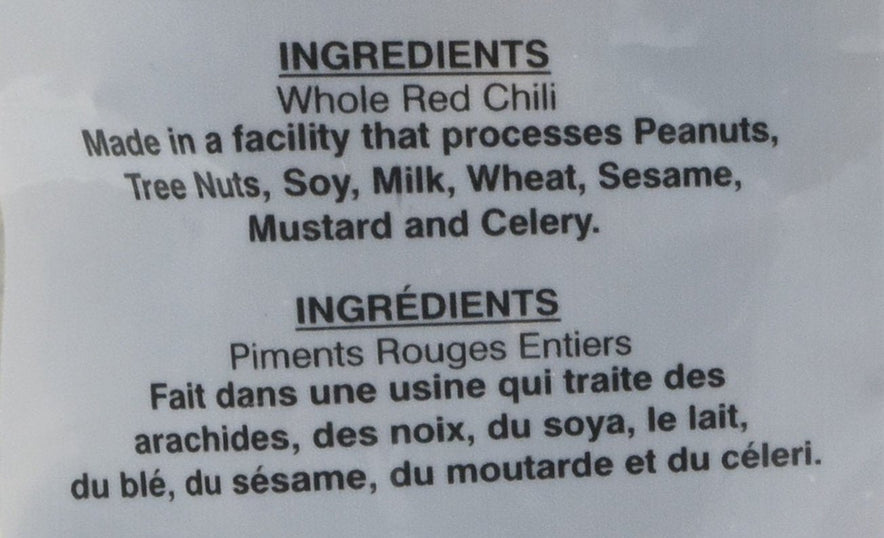 INGREDIENTS
Whole Red Chili
Made in a facility that processes Peanuts,
Tree Nuts, Soy, Milk, Wheat, Sesame,
Mustard and Celery.
INGRÉDIENTS
Piments Rouges Entiers
Fait dans une usine qui traite des
arachides, des noix, du soya, le lait,
du blé, du sésame, du moutarde et du céleri.